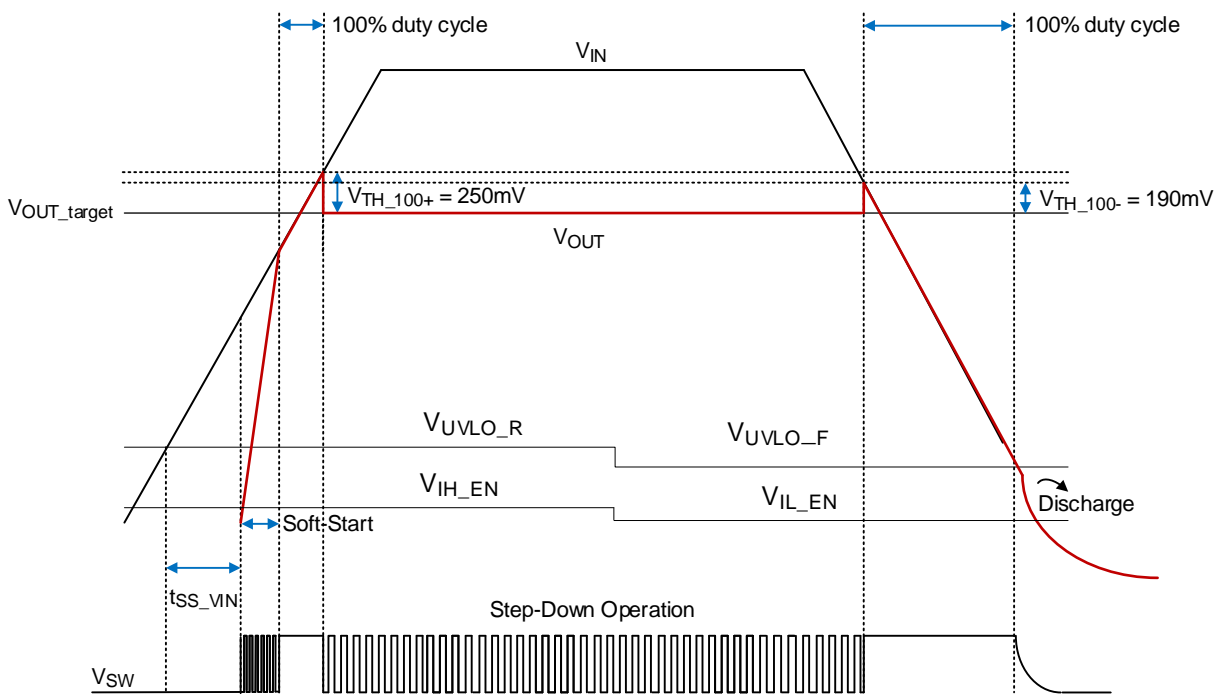 100% duty cycle
100% duty cycle
VIN
VTH_100+ = 250mV
VTH_100- = 190mV
VOUT_target
VOUT
VUVLO_R
VUVLO_F
VIH_EN
VIL_EN
Discharge
Soft-Start
tSS_VIN
Step-Down Operation
VSW